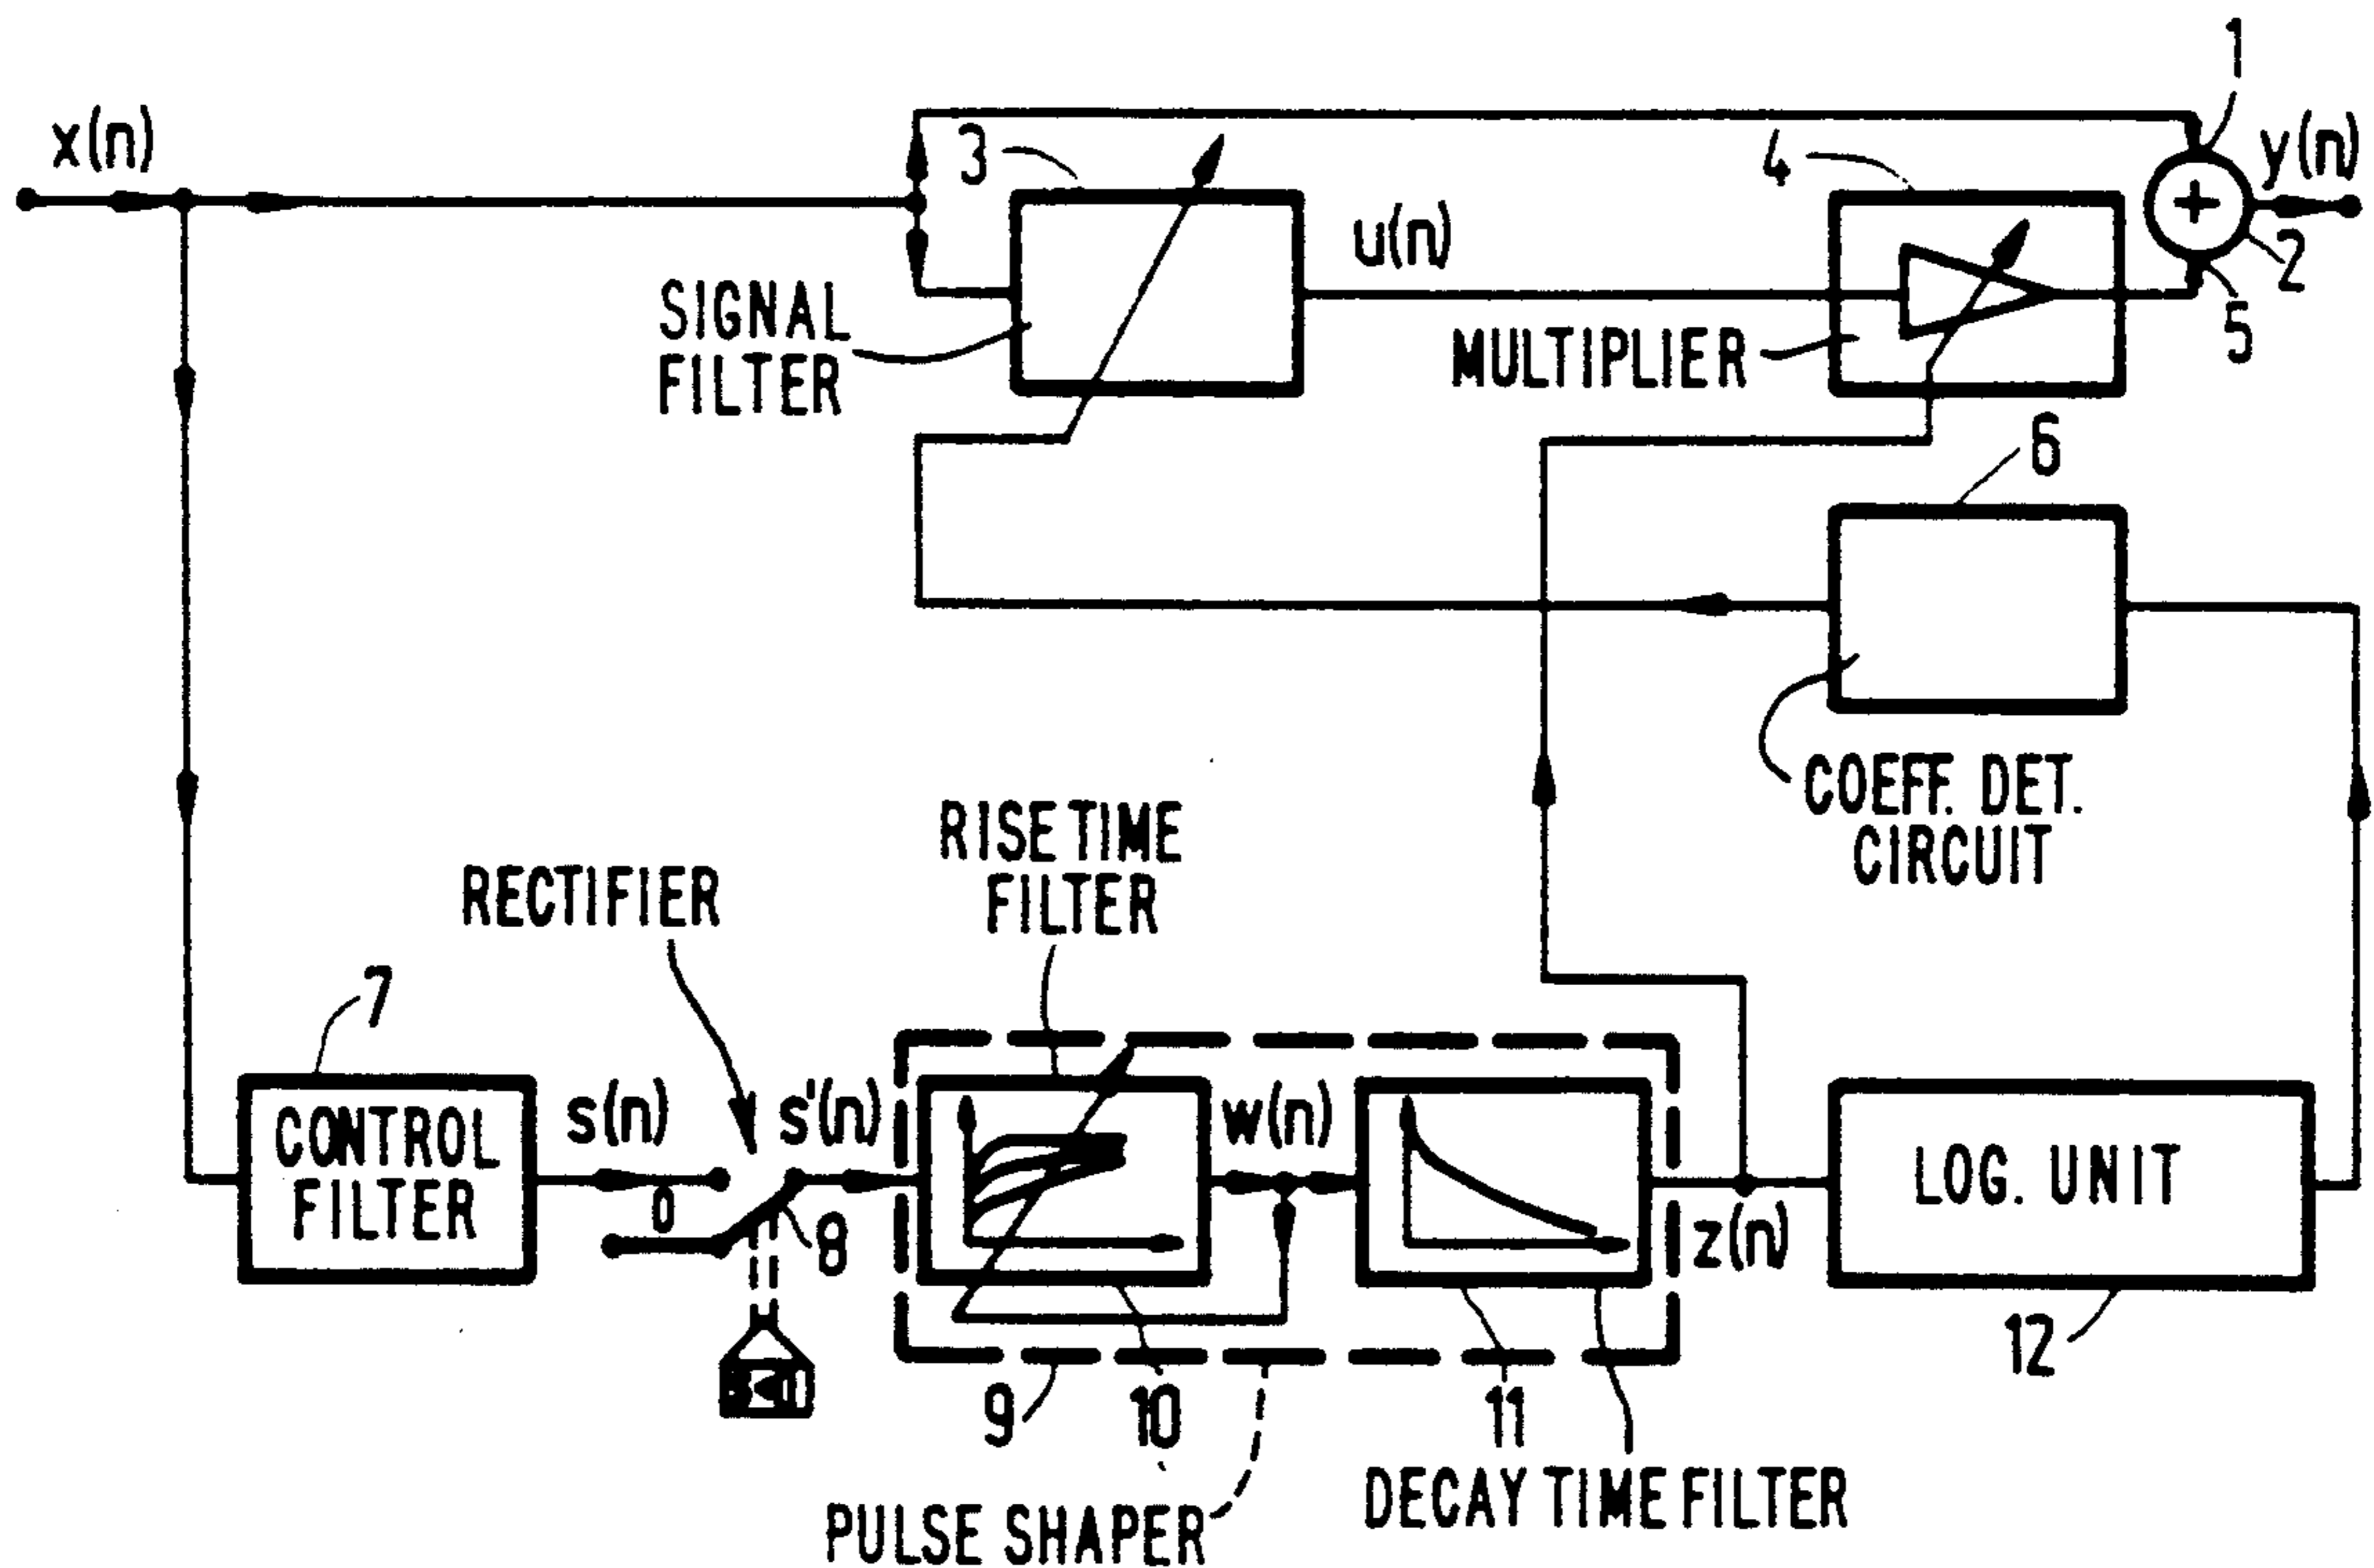 1
x(n)
3
4
y(n)
u(n)
2
SIGNAL
FILTER
MULTIPLIER
5
6
COEFF. DET.
CIRCUIT
RISE TIME
FILTER
RECTIFIER
7
CONTROL
FILTER
s(n)
s'(n)
w(n)
LOG. UNIT
0
8
z(n)
12
9
10
11
PULSE SHAPER
DECAY TIME FILTER